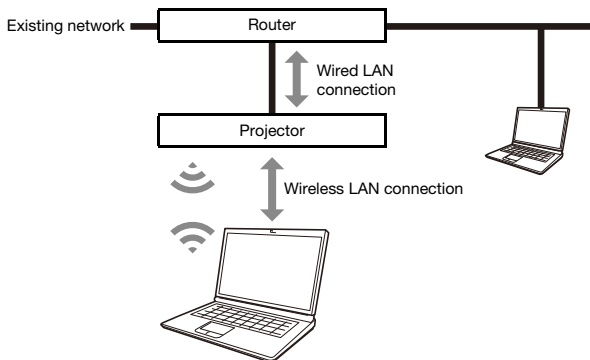 Existing network
Router
Wired LAN
connection
Projector
Wireless LAN connection